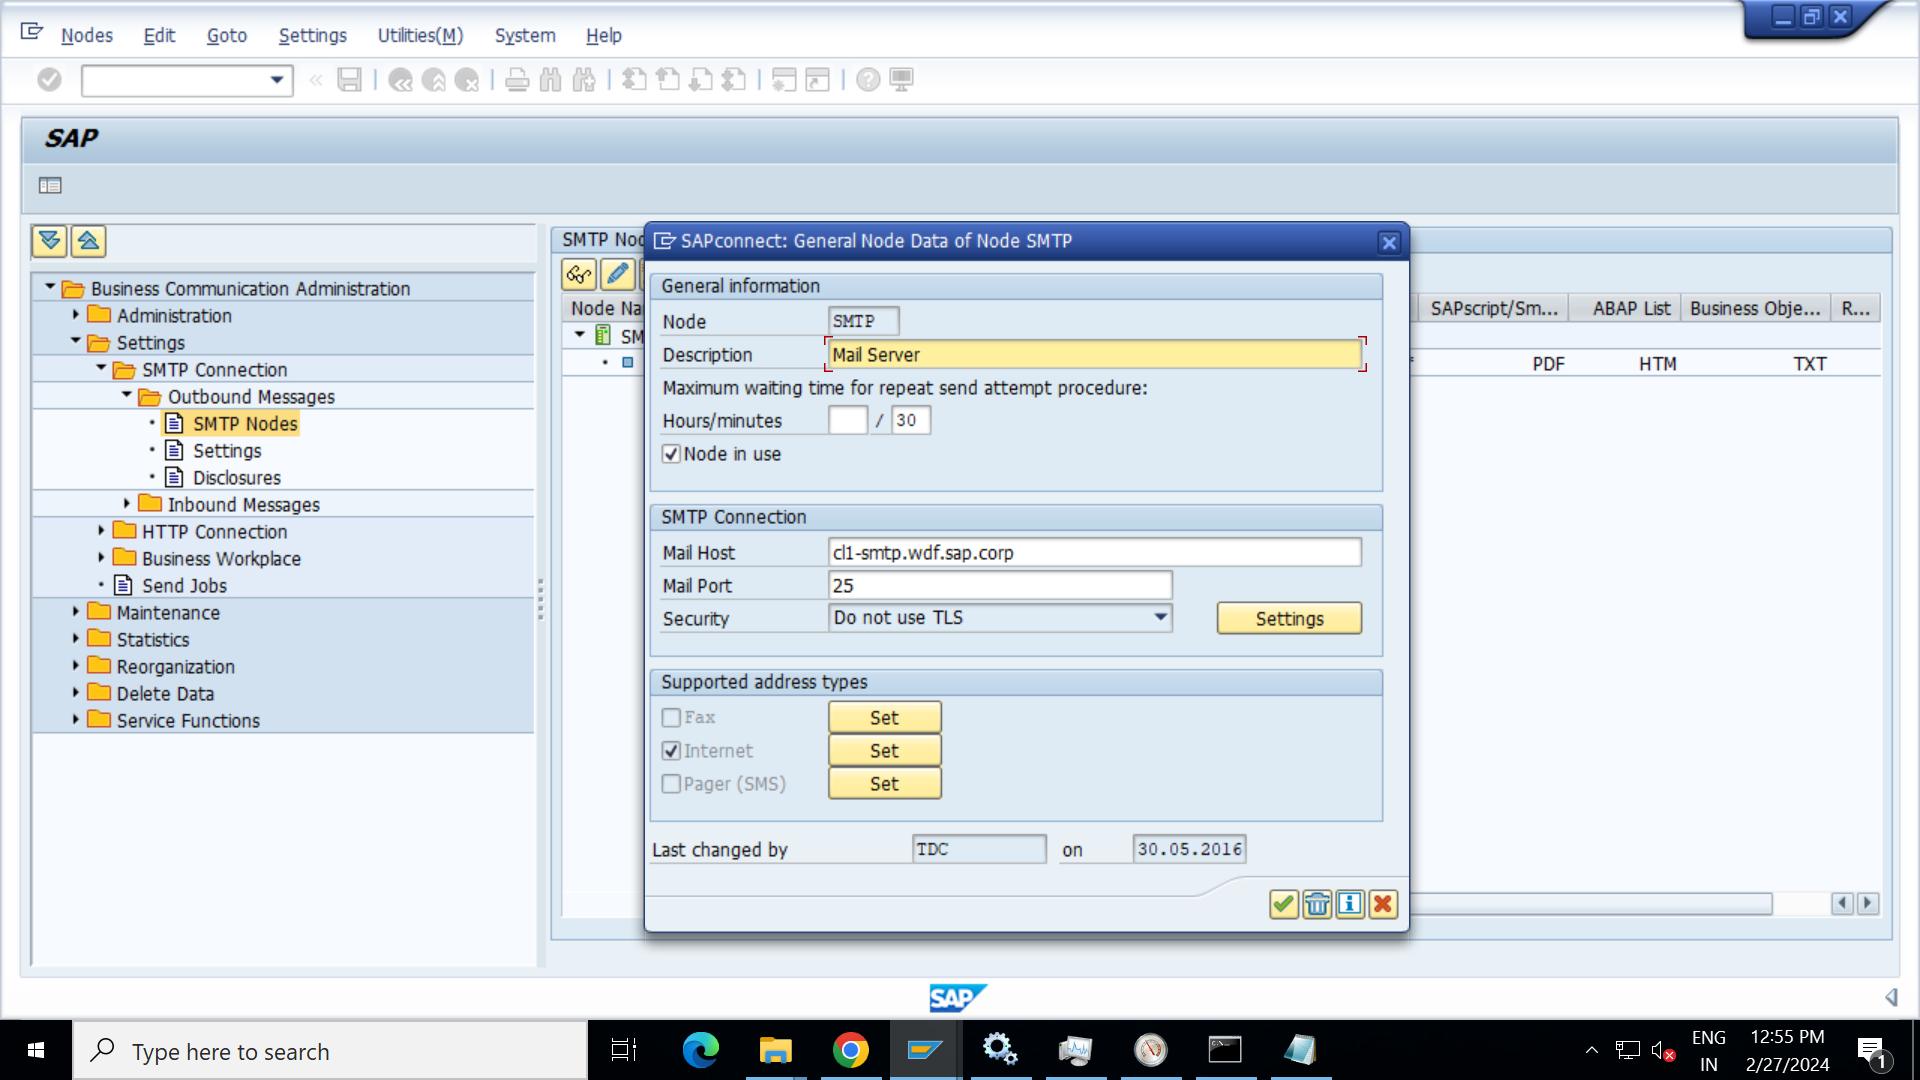 Nodes Edit Goto Settings Utilities(M) System Help
SAP
Business Communication Administration
Administration
Settings
SMTP Connection
Outbound Messages
SMTP Nodes
Settings
Disclosures
Inbound Messages
HTTP Connection
Business Workplace
Send Jobs
Maintenance
Statistics
Reorganization
Delete Data
Service Functions
SMTP Nod
Node Na
SM
SAPscript/Sm... ABAP List Business Obje... R...
PDF HTM TXT
SAPconnect: General Node Data of Node SMTP
General information
Node SMTP
Description Mail Server
Maximum waiting time for repeat send attempt procedure:
Hours/minutes / 30
Node in use
SMTP Connection
Mail Host cl1-smtp.wdf.sap.corp
Mail Port 25
Security Do not use TLS Settings
Supported address types
Fax Set
Internet Set
Pager (SMS) Set
Last changed by TDC on 30.05.2016
SAP
Type here to search
ENG
IN
12:55 PM
2/27/2024
1